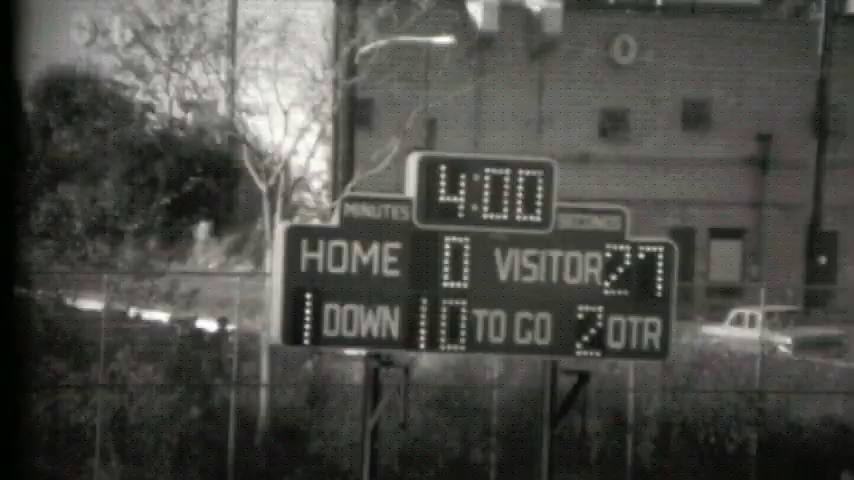 4:00
MINUTES SECONDS
HOME 0 VISITOR 27
1 DOWN 10 TO GO 2 QTR